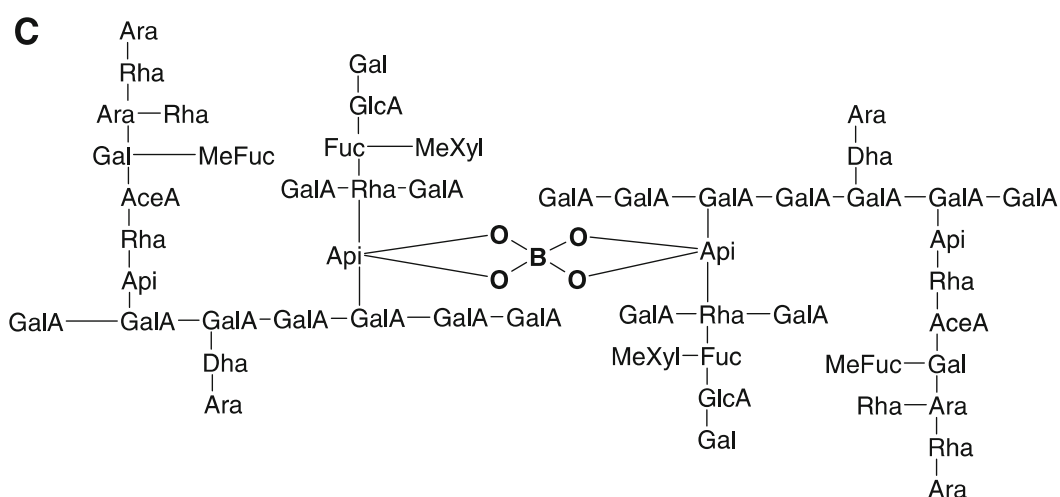 C
Ara
Rha
Ara Rha
Gal MeFuc
AceA
Rha
Api
GalA GalA GalA GalA GalA GalA GalA
Dha
Ara
Gal
GlcA
Fuc MeXyl
GalA Rha GalA
Api
O O
B
O O
Ara
Dha
GalA GalA GalA GalA GalA GalA GalA
Api
GalA Rha GalA
MeXyl Fuc
GlcA
Gal
Api
Rha
AceA
MeFuc Gal
Rha Ara
Rha
Ara